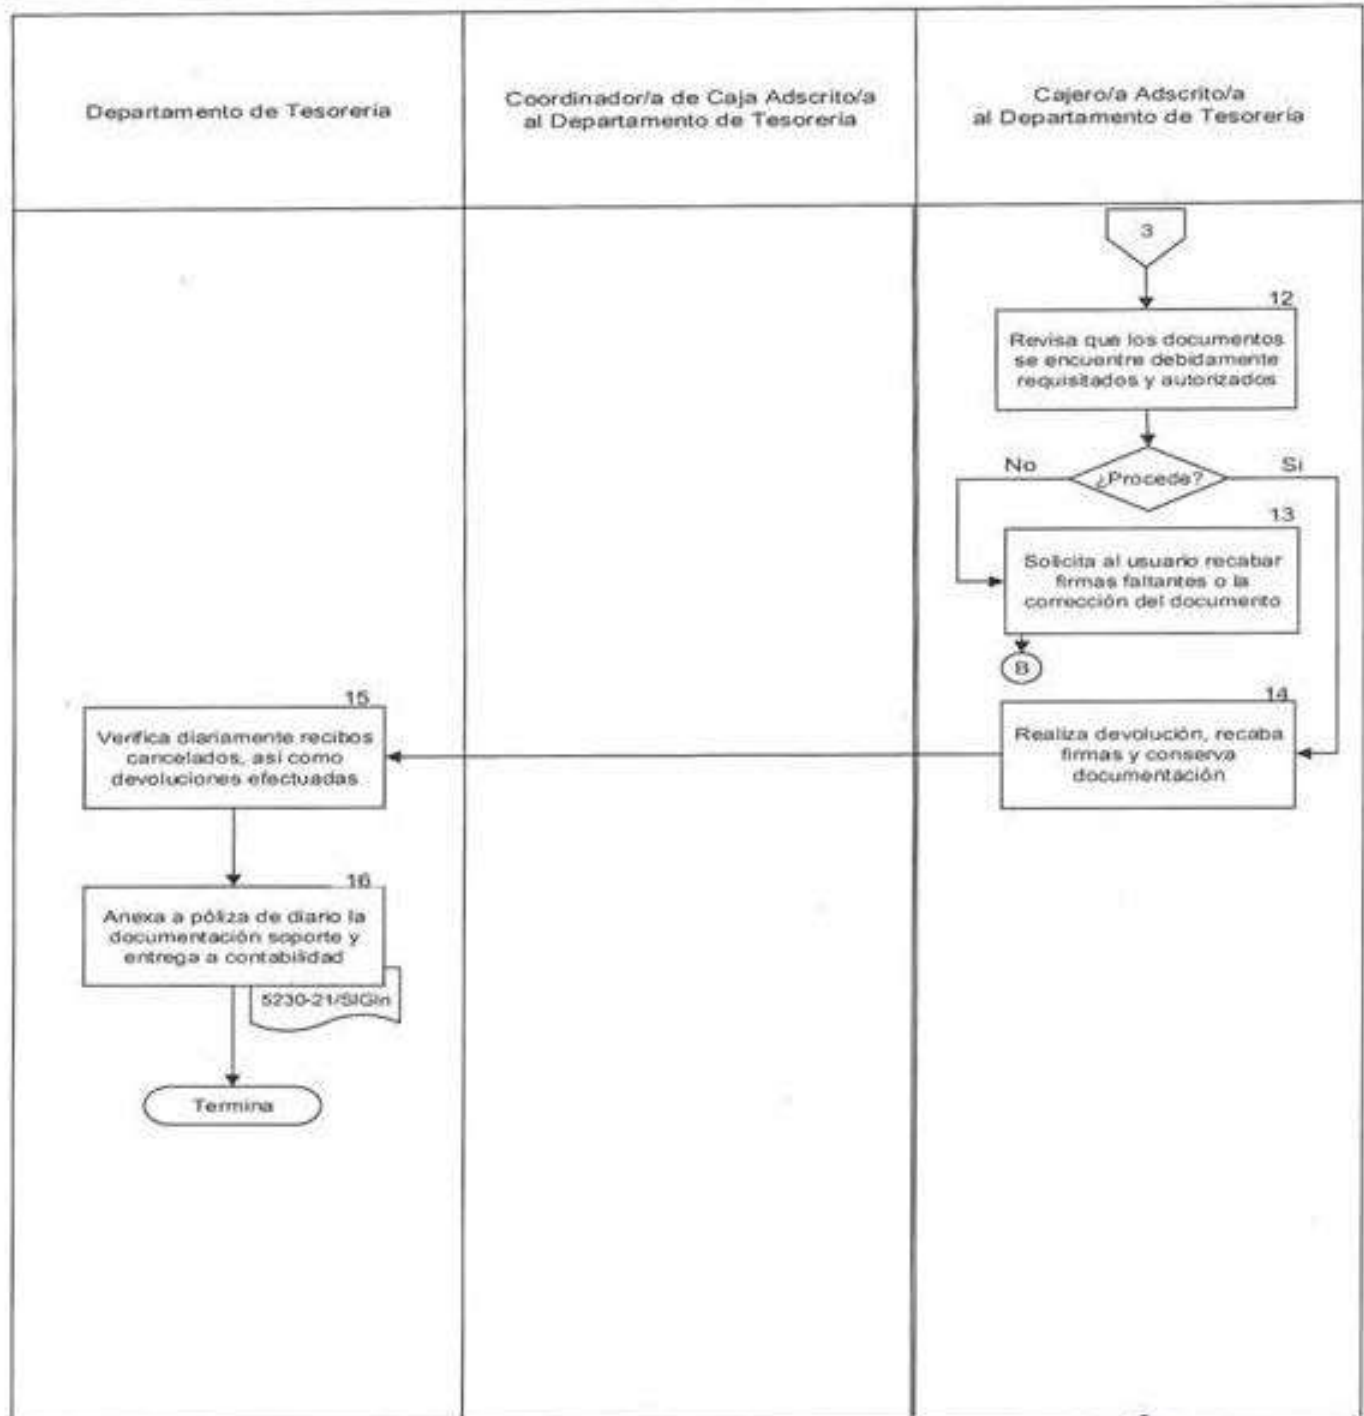 Departamento de Tesorería
Coordinador/a de Caja Adscrito/a
al Departamento de Tesorería
Cajero/a Adscrito/a
al Departamento de Tesorería
3
12
Revisa que los documentos
se encuentre debidamente
requisitados y autorizados
No
¿Procede?
Si
13
Solicita al usuario recabar
firmas faltantes o la
corrección del documento
B
14
Realiza devolución, recaba
firmas y conserva
documentación
15
Verifica diariamente recibos
cancelados, así como
devoluciones efectuadas
16
Anexa a póliza de diario la
documentación soporte y
entrega a contabilidad
5230-21/SIGIn
Termina